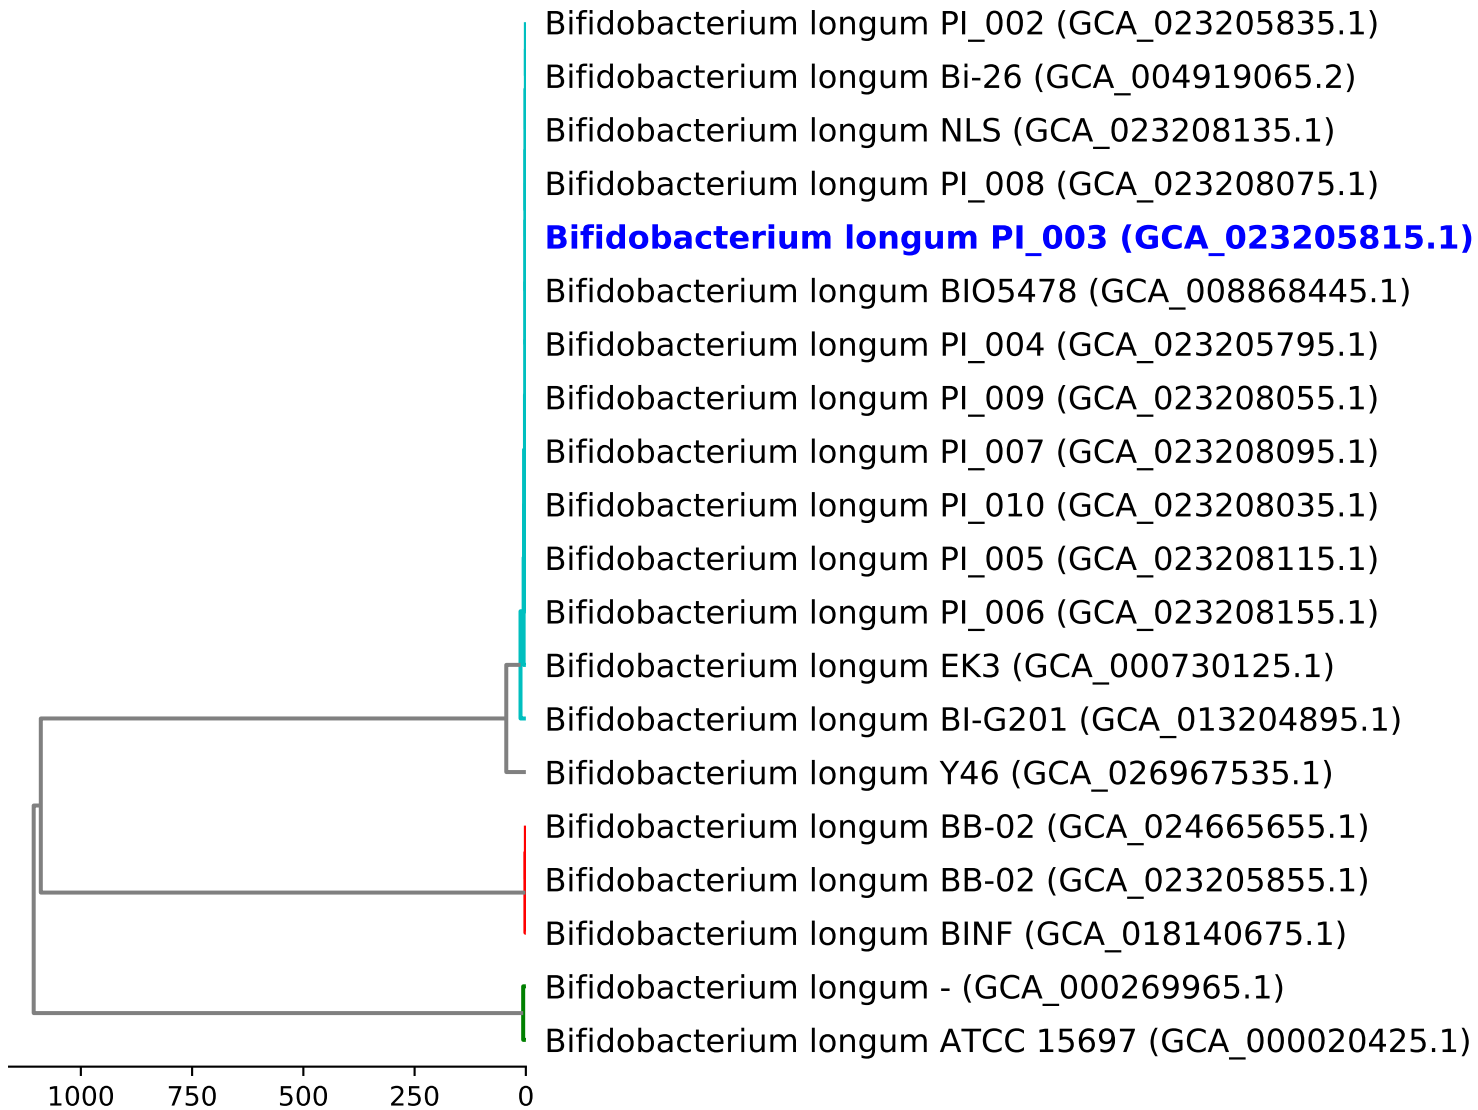 Bifidobacterium longum PI_002 (GCA_023205835.1)
Bifidobacterium longum Bi-26 (GCA_004919065.2)
Bifidobacterium longum NLS (GCA_023208135.1)
Bifidobacterium longum PI_008 (GCA_023208075.1)
Bifidobacterium longum PI_003 (GCA_023205815.1)
Bifidobacterium longum BIO5478 (GCA_008868445.1)
Bifidobacterium longum PI_004 (GCA_023205795.1)
Bifidobacterium longum PI_009 (GCA_023208055.1)
Bifidobacterium longum PI_007 (GCA_023208095.1)
Bifidobacterium longum PI_010 (GCA_023208035.1)
Bifidobacterium longum PI_005 (GCA_023208115.1)
Bifidobacterium longum PI_006 (GCA_023208155.1)
Bifidobacterium longum EK3 (GCA_000730125.1)
Bifidobacterium longum BI-G201 (GCA_013204895.1)
Bifidobacterium longum Y46 (GCA_026967535.1)
Bifidobacterium longum BB-02 (GCA_024665655.1)
Bifidobacterium longum BB-02 (GCA_023205855.1)
Bifidobacterium longum BINF (GCA_018140675.1)
Bifidobacterium longum - (GCA_000269965.1)
Bifidobacterium longum ATCC 15697 (GCA_000020425.1)
1000 750 500 250 0